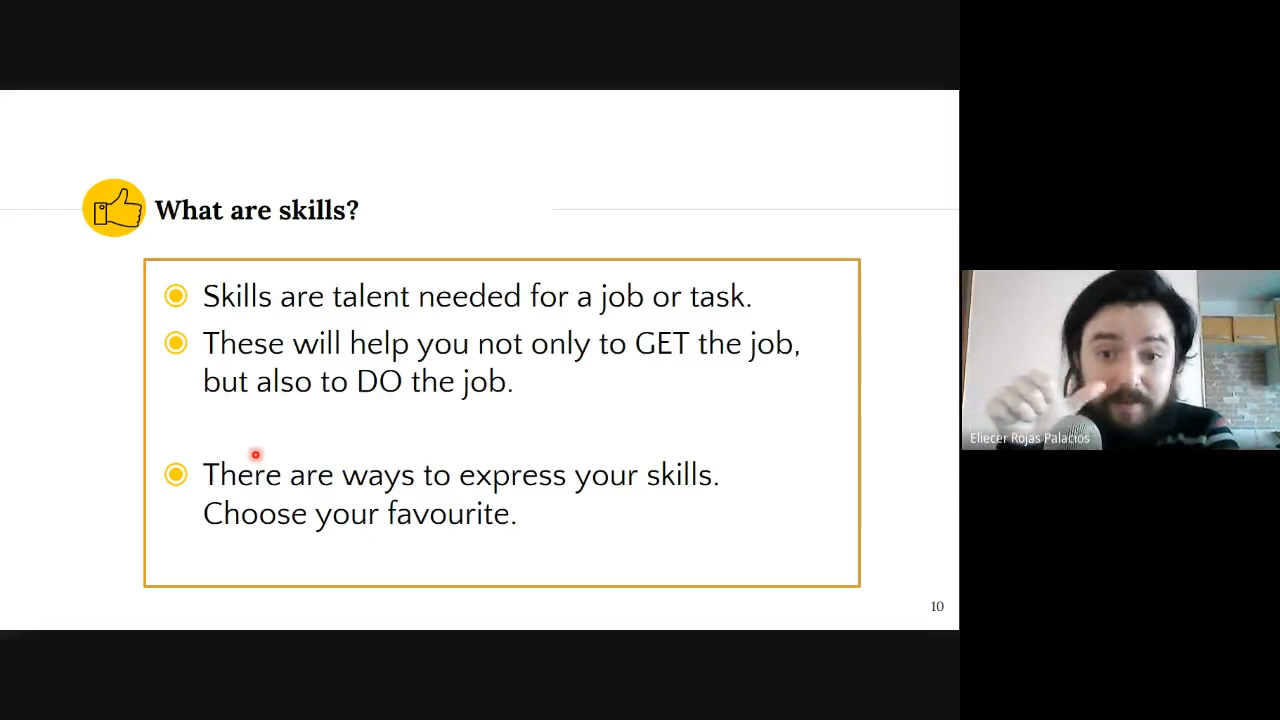 What are skills?
Skills are talent needed for a job or task.
These will help you not only to GET the job,
but also to DO the job.
There are ways to express your skills.
Choose your favourite.
10
Eliecer Rojas Palacios